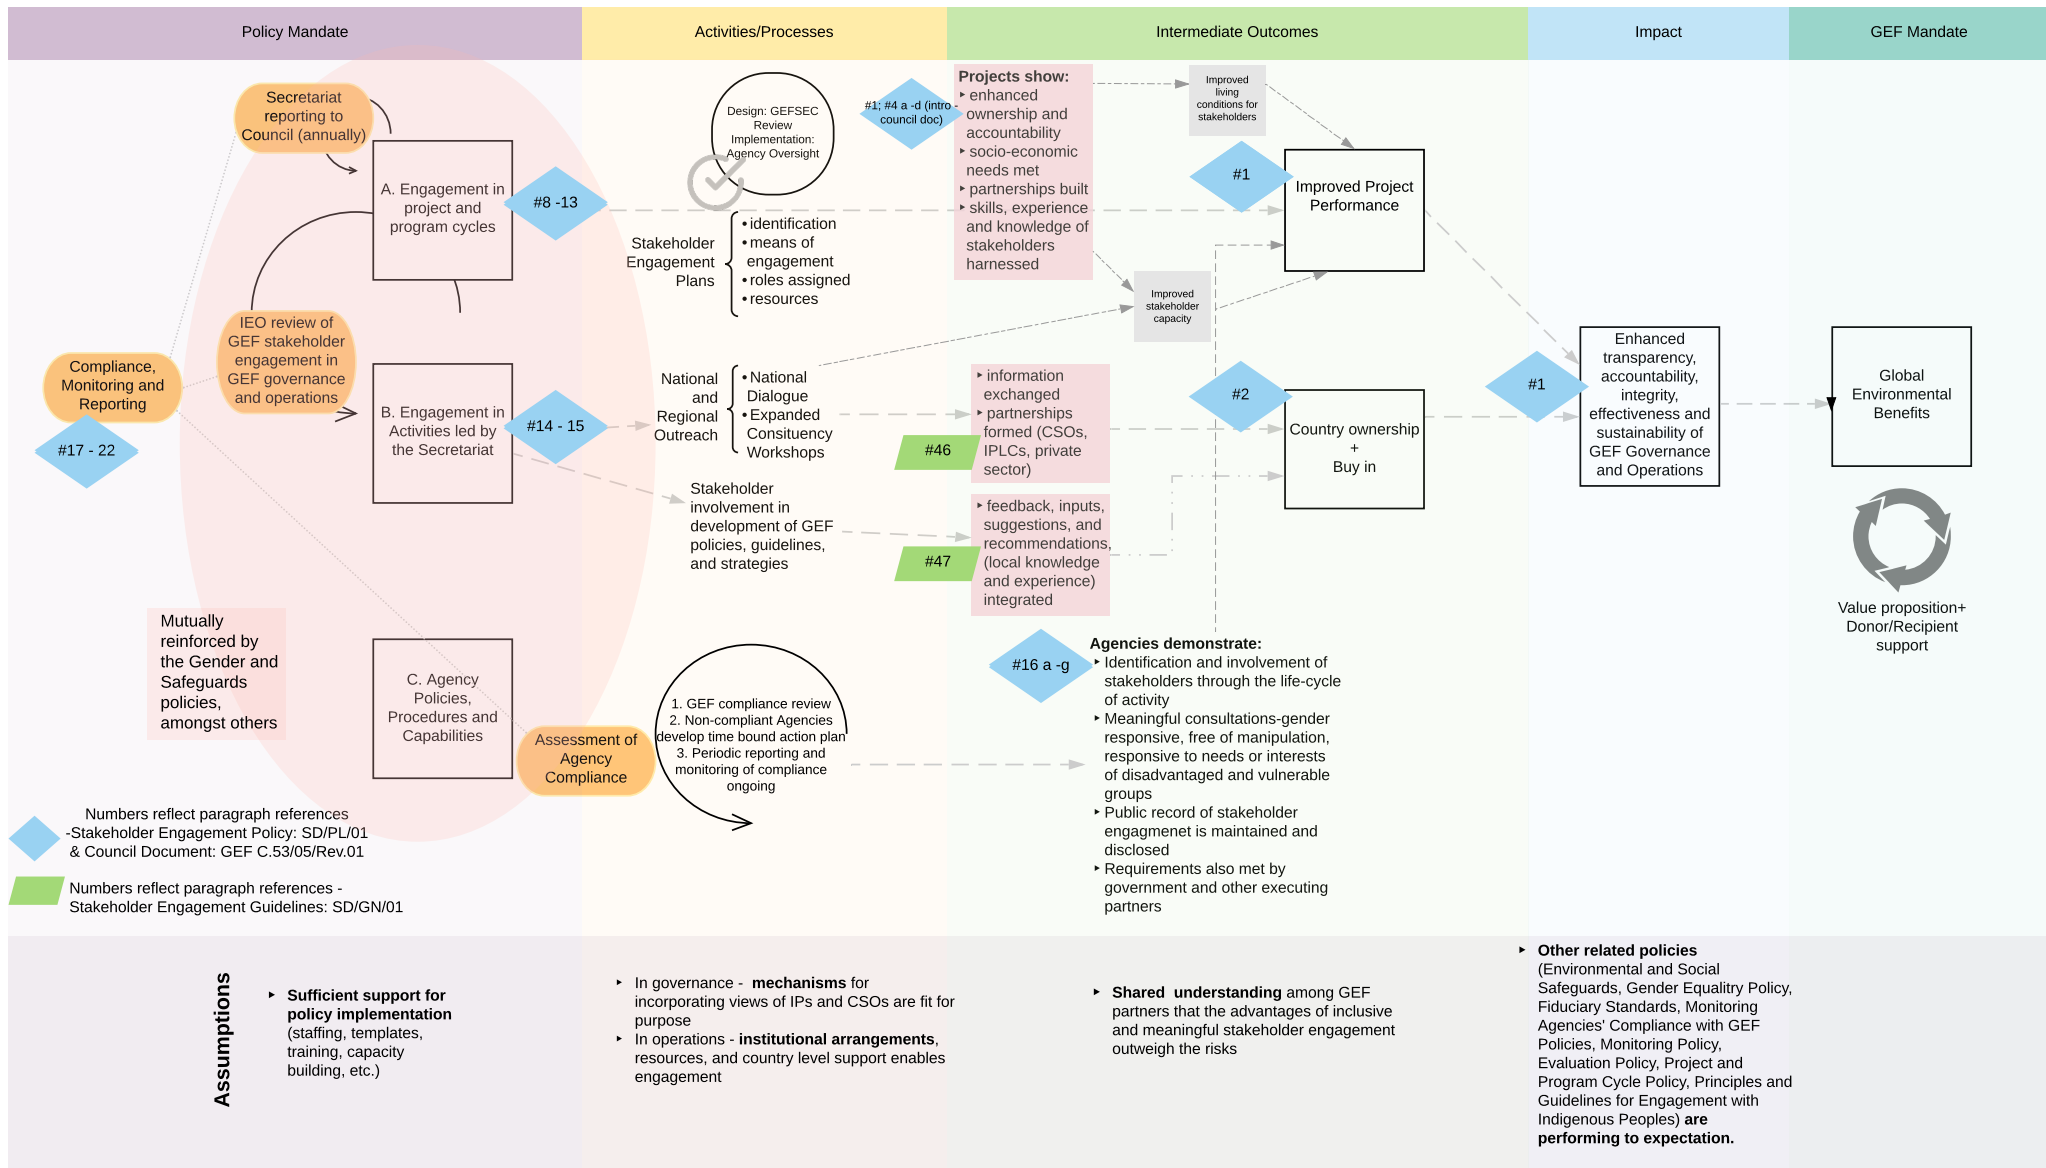 Policy Mandate
Activities/Processes
Intermediate Outcomes
Impact
GEF Mandate
Secretariat
reporting to
Council (annually)
A. Engagement in
project and
program cycles
#8 -13
IEO review of
GEF stakeholder
engagement in
GEF governance
and operations
Compliance,
Monitoring and
Reporting
#17 - 22
B. Engagement in
Activities led by
the Secretariat
#14 - 15
Mutually
reinforced by
the Gender and
Safeguards
policies,
amongst others
C. Agency
Policies,
Procedures and
Capabilities
Assessment of
Agency
Compliance
Numbers reflect paragraph references
-Stakeholder Engagement Policy: SD/PL/01
& Council Document: GEF C.53/05/Rev.01
Numbers reflect paragraph references -
Stakeholder Engagement Guidelines: SD/GN/01
Design: GEFSEC
Review
Implementation:
Agency Oversight
Stakeholder
Engagement
Plans
• identification
• means of
engagement
• roles assigned
• resources
National
and
Regional
Outreach
• National
Dialogue
• Expanded
Consituency
Workshops
Stakeholder
involvement in
development of GEF
policies, guidelines,
and strategies
1. GEF compliance review
2. Non-compliant Agencies
develop time bound action plan
3. Periodic reporting and
monitoring of compliance
ongoing
#1; #4 a -d (intro -
council doc)
Projects show:
‣ enhanced
ownership and
accountability
‣ socio-economic
needs met
‣ partnerships built
‣ skills, experience
and knowledge of
stakeholders
harnessed
Improved
living
conditions for
stakeholders
#1
Improved Project
Performance
Improved
stakeholder
capacity
‣ information
exchanged
‣ partnerships
formed (CSOs,
IPLCs, private
sector)
#46
#2
Country ownership
+
Buy in
‣ feedback, inputs,
suggestions, and
recommendations,
(local knowledge
and experience)
integrated
#47
#16 a -g
Agencies demonstrate:
‣ Identification and involvement of
stakeholders through the life-cycle
of activity
‣ Meaningful consultations-gender
responsive, free of manipulation,
responsive to needs or interests
of disadvantaged and vulnerable
groups
‣ Public record of stakeholder
engagmenet is maintained and
disclosed
‣ Requirements also met by
government and other executing
partners
#1
Enhanced
transparency,
accountability,
integrity,
effectiveness and
sustainability of
GEF Governance
and Operations
Global
Environmental
Benefits
Value proposition+
Donor/Recipient
support
Assumptions
‣ Sufficient support for
policy implementation
(staffing, templates,
training, capacity
building, etc.)
‣ In governance - mechanisms for
incorporating views of IPs and CSOs are fit for
purpose
‣ In operations - institutional arrangements,
resources, and country level support enables
engagement
‣ Shared understanding among GEF
partners that the advantages of inclusive
and meaningful stakeholder engagement
outweigh the risks
‣ Other related policies
(Environmental and Social
Safeguards, Gender Equalitry Policy,
Fiduciary Standards, Monitoring
Agencies' Compliance with GEF
Policies, Monitoring Policy,
Evaluation Policy, Project and
Program Cycle Policy, Principles and
Guidelines for Engagement with
Indigenous Peoples) are
performing to expectation.